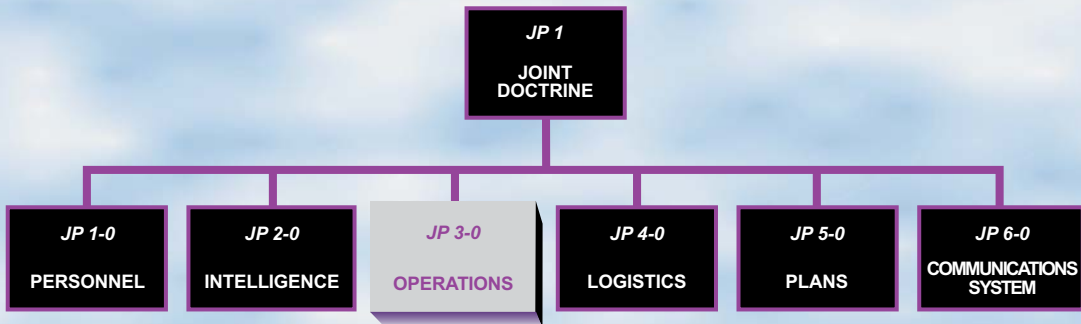 JP 1
JOINT
DOCTRINE
JP 1-0
PERSONNEL
JP 2-0
INTELLIGENCE
JP 3-0
OPERATIONS
JP 4-0
LOGISTICS
JP 5-0
PLANS
JP 6-0
COMMUNICATIONS
SYSTEM